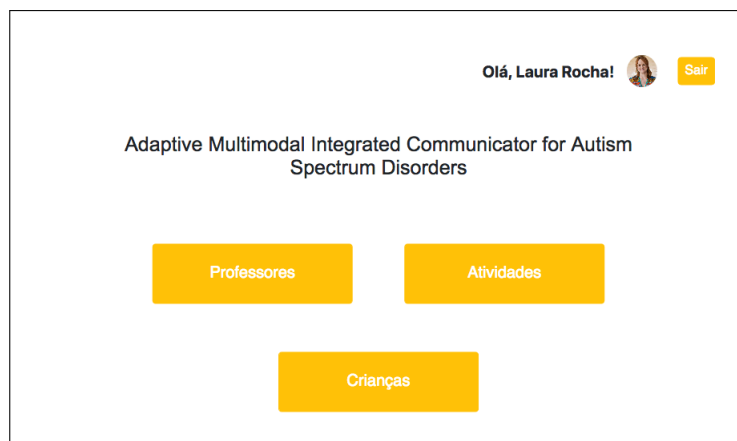 Olá, Laura Rocha!
Sair
Adaptive Multimodal Integrated Communicator for Autism
Spectrum Disorders
Professores
Atividades
Crianças